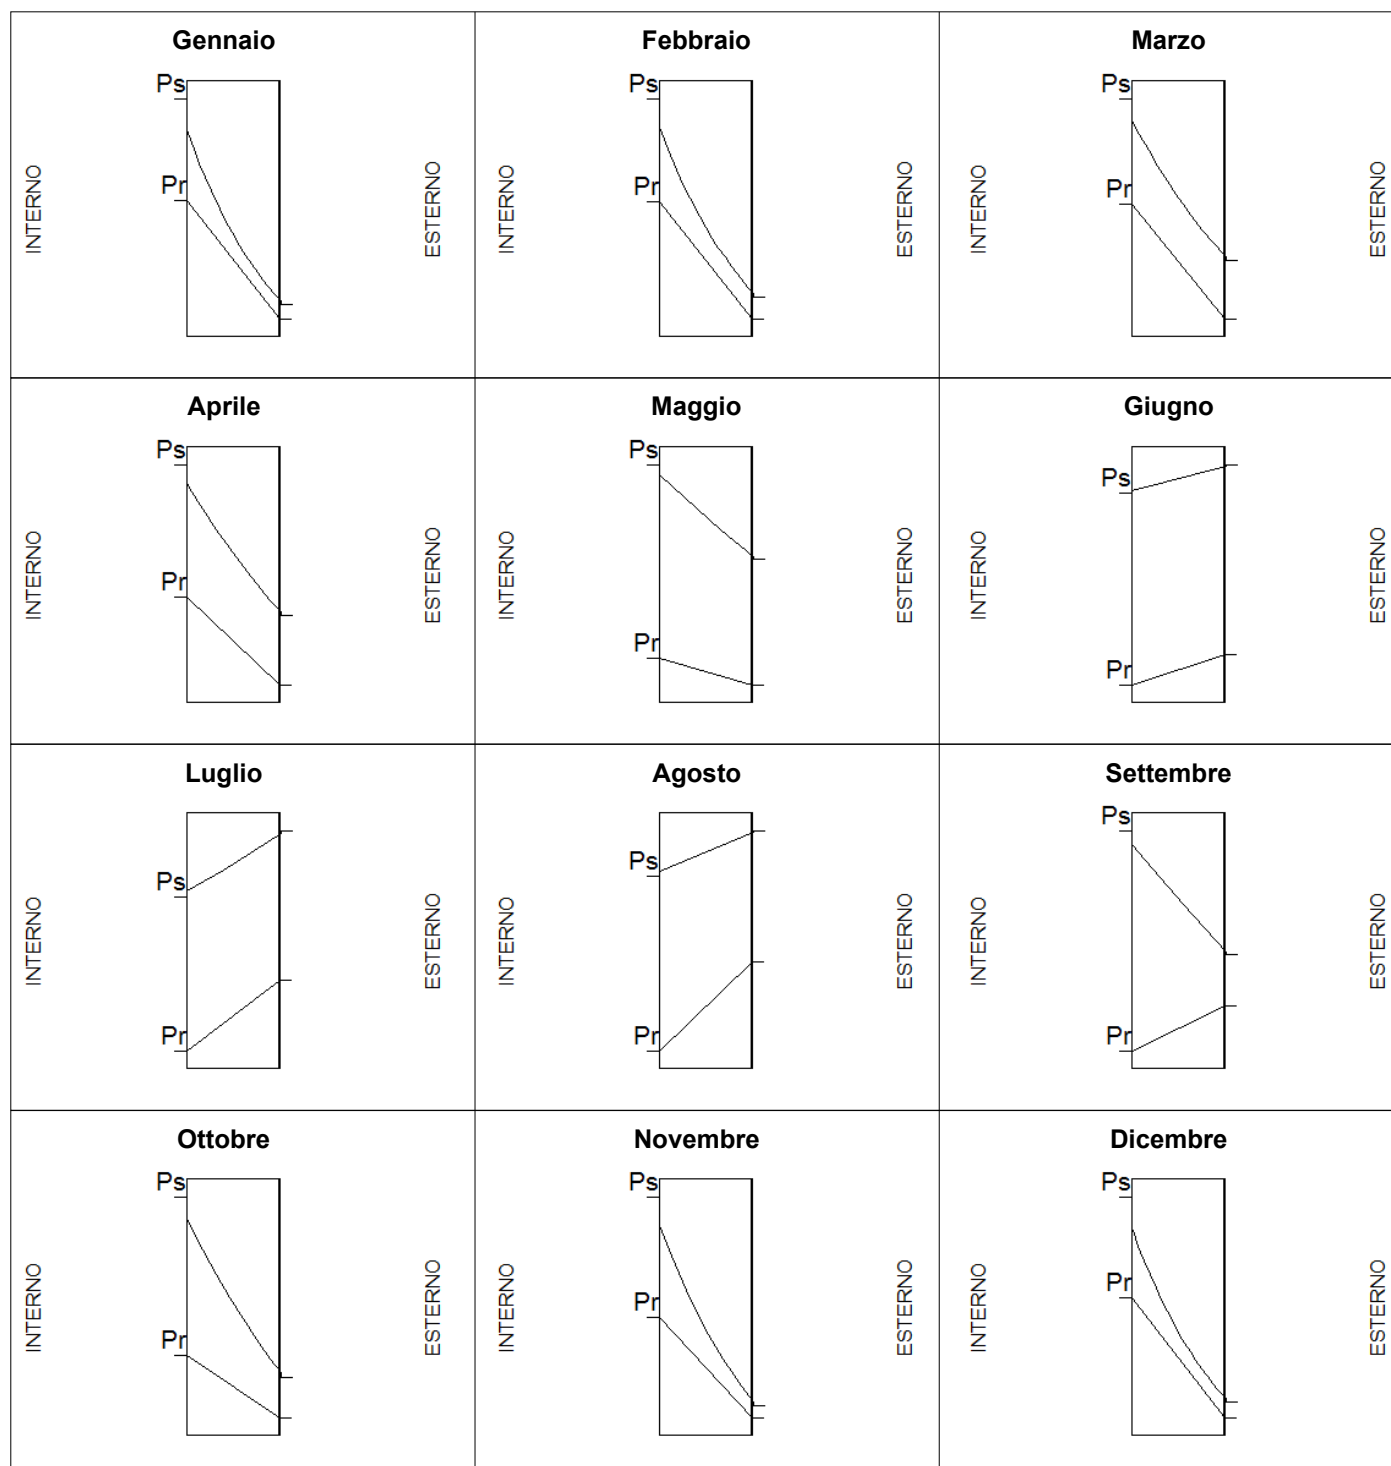 Gennaio
Ps
Pr
INTERNO
ESTERNO
Febbraio
Ps
Pr
INTERNO
ESTERNO
Marzo
Ps
Pr
INTERNO
ESTERNO
Aprile
Ps
Pr
INTERNO
ESTERNO
Maggio
Ps
Pr
INTERNO
ESTERNO
Giugno
Ps
Pr
INTERNO
ESTERNO
Luglio
Ps
Pr
INTERNO
ESTERNO
Agosto
Ps
Pr
INTERNO
ESTERNO
Settembre
Ps
Pr
INTERNO
ESTERNO
Ottobre
Ps
Pr
INTERNO
ESTERNO
Novembre
Ps
Pr
INTERNO
ESTERNO
Dicembre
Ps
Pr
INTERNO
ESTERNO